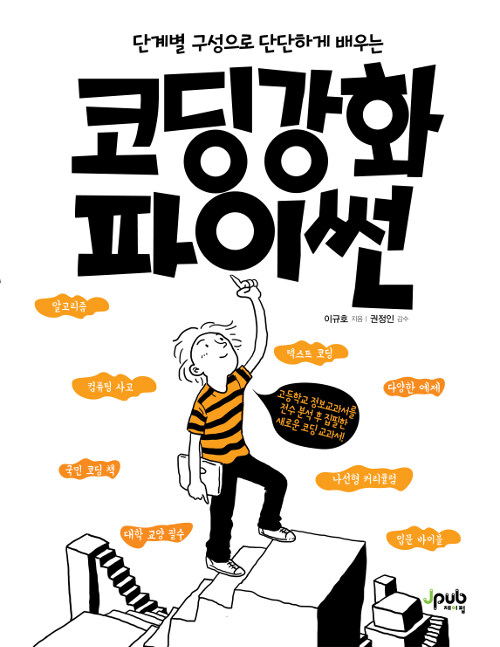 단계별 구성으로 단단하게 배우는
코딩강화
파이썬
이규호 지음 | 권정인 감수
알고리즘
텍스트 코딩
컴퓨팅 사고
다양한 예제
고등학교 정보교과서를
전수 분석 후 집필한
새로운 코딩 교과서!
국민 코딩 책
나선형 커리큘럼
대학 교양 필수
입문 바이블
Jpub
제이펍